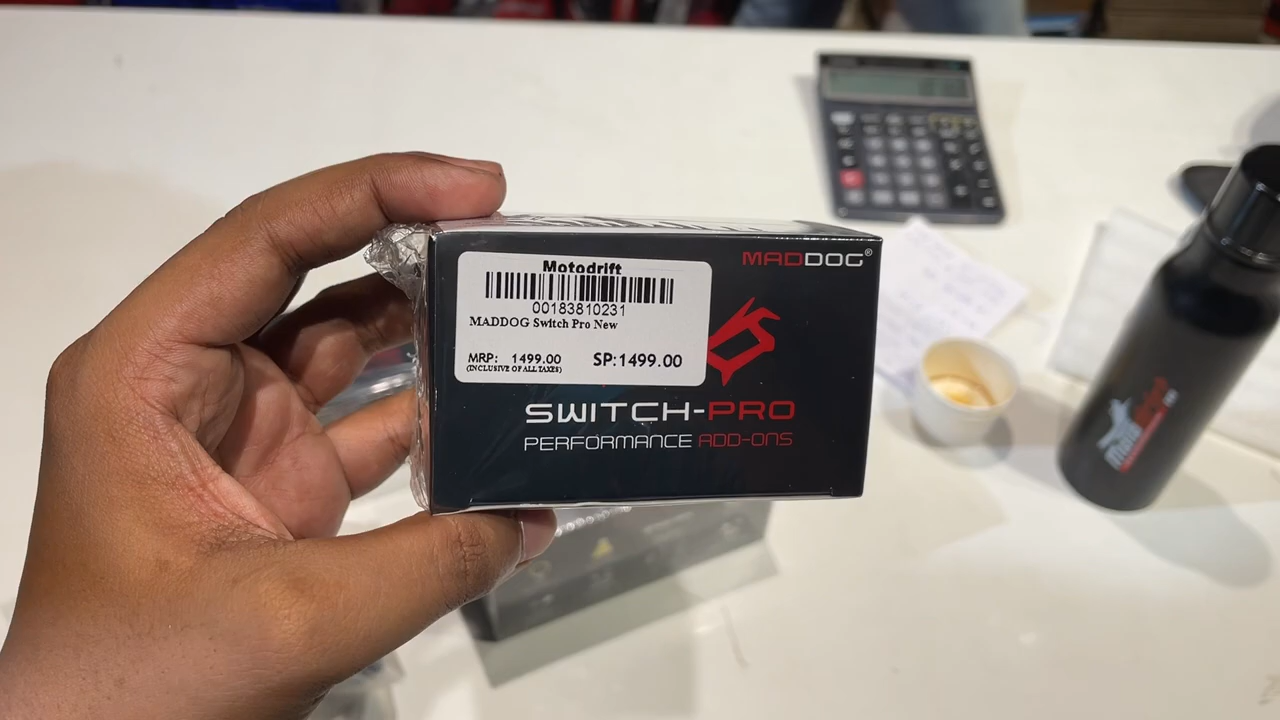 Motodrift
00183810231
MADDOG Switch Pro New
MRP: 1499.00
(INCLUSIVE OF ALL TAXES)
SP:1499.00
MADDOG®
SWITCH-PRO
PERFORMANCE ADD-ONS